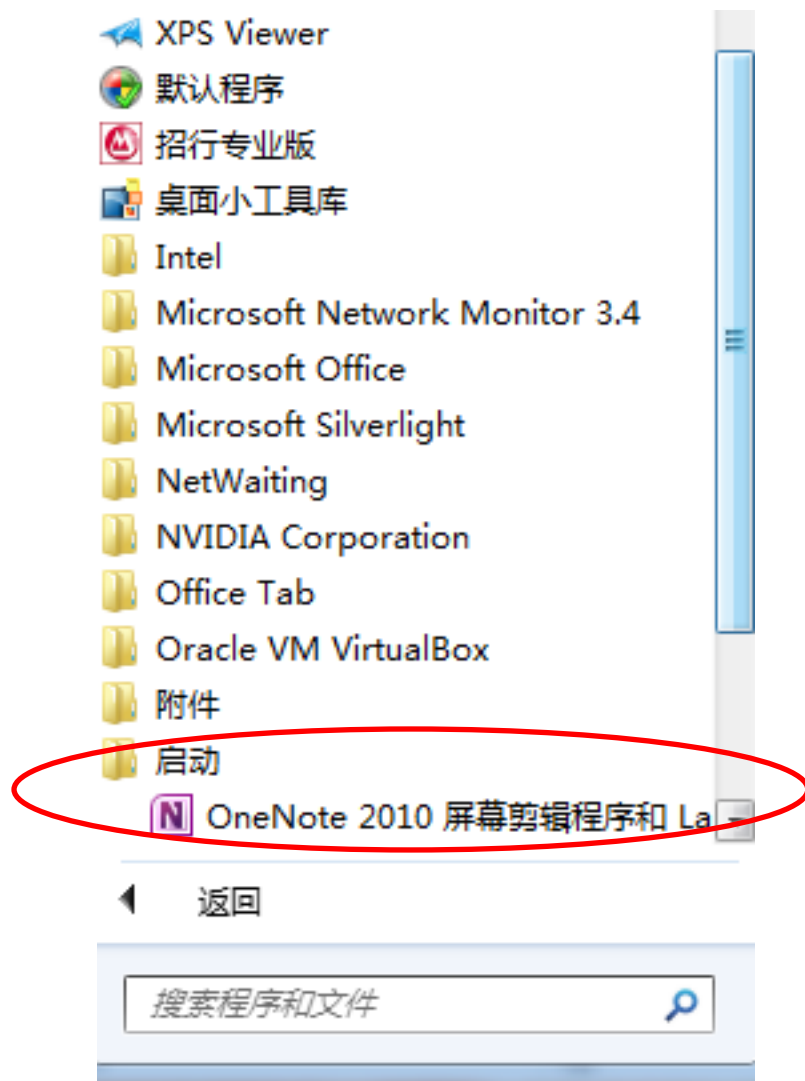 XPS Viewer
默认程序
招行专业版
桌面小工具库
Intel
Microsoft Network Monitor 3.4
Microsoft Office
Microsoft Silverlight
NetWaiting
NVIDIA Corporation
Office Tab
Oracle VM VirtualBox
附件
启动
OneNote 2010 屏幕剪辑程序和 La
返回
搜索程序和文件